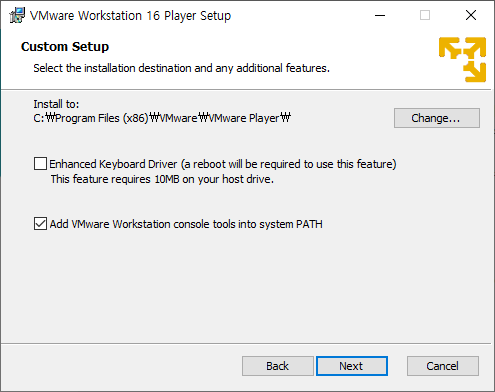 VMware Workstation 16 Player Setup
Custom Setup
Select the installation destination and any additional features.
Install to:
C:₩Program Files (x86)₩VMware₩VMware Player₩
Change...
Enhanced Keyboard Driver (a reboot will be required to use this feature)
This feature requires 10MB on your host drive.
Add VMware Workstation console tools into system PATH
Back
Next
Cancel